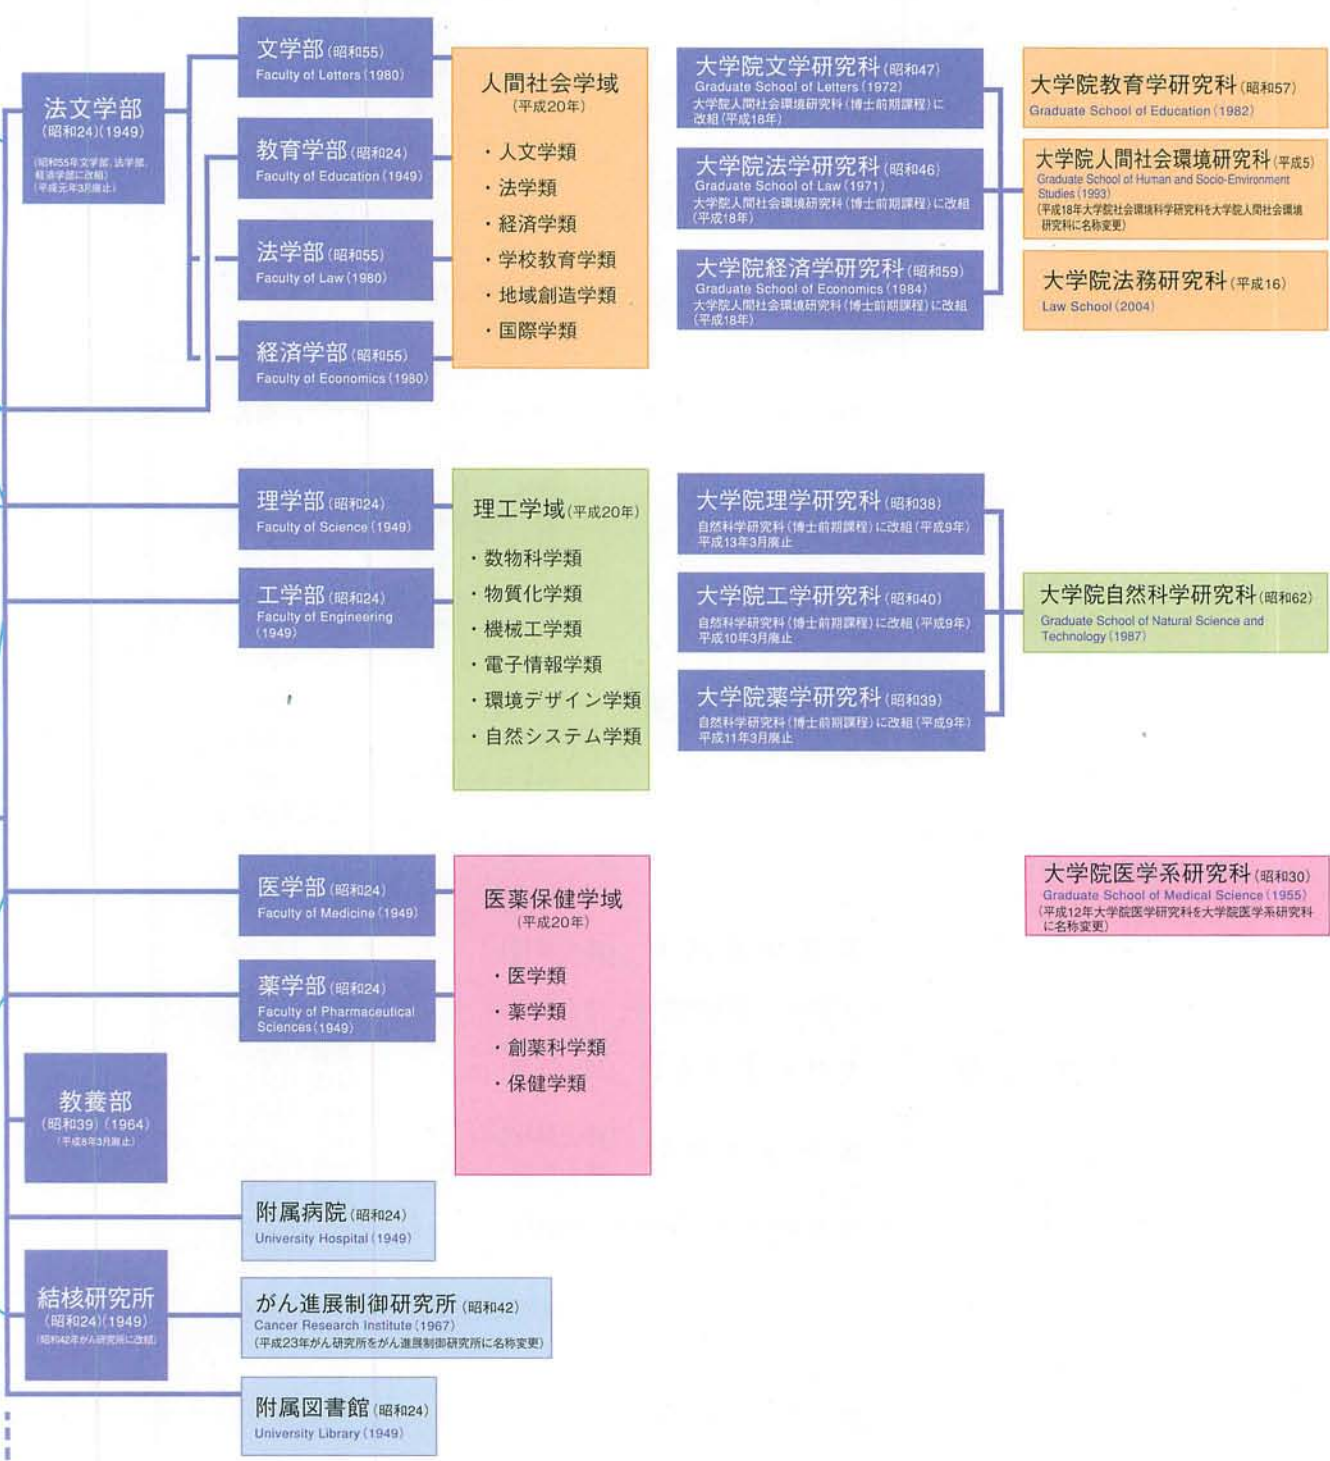 法文学部
(昭和24)(1949)
(昭和55年文学部、法学部、
経済学部に改組)
(平成元年3月廃止)
文学部(昭和55)
Faculty of Letters(1980)
教育学部(昭和24)
Faculty of Education(1949)
法学部(昭和55)
Faculty of Law(1980)
経済学部(昭和55)
Faculty of Economics(1980)
人間社会学域
(平成20年)
・人文学類
・法学類
・経済学類
・学校教育学類
・地域創造学類
・国際学類
大学院文学研究科(昭和47)
Graduate School of Letters(1972)
大学院人間社会環境研究科(博士前期課程)に
改組(平成18年)
大学院法学研究科(昭和46)
Graduate School of Law(1971)
大学院人間社会環境研究科(博士前期課程)に改組
(平成18年)
大学院経済学研究科(昭和59)
Graduate School of Economics(1984)
大学院人間社会環境研究科(博士前期課程)に改組
(平成18年)
大学院教育学研究科(昭和57)
Graduate School of Education(1982)
大学院人間社会環境研究科(平成5)
Graduate School of Human and Socio-Environment
Studies(1993)
(平成18年大学院社会環境科学研究科を大学院人間社会環境
研究科に名称変更)
大学院法務研究科(平成16)
Law School(2004)
理学部(昭和24)
Faculty of Science(1949)
工学部(昭和24)
Faculty of Engineering
(1949)
理工学域(平成20年)
・数物科学類
・物質化学類
・機械工学類
・電子情報学類
・環境デザイン学類
・自然システム学類
大学院理学研究科(昭和38)
自然科学研究科(博士前期課程)に改組(平成9年)
平成13年3月廃止
大学院工学研究科(昭和40)
自然科学研究科(博士前期課程)に改組(平成9年)
平成10年3月廃止
大学院薬学研究科(昭和39)
自然科学研究科(博士前期課程)に改組(平成9年)
平成11年3月廃止
大学院自然科学研究科(昭和62)
Graduate School of Natural Science and
Technology(1987)
医学部(昭和24)
Faculty of Medicine(1949)
薬学部(昭和24)
Faculty of Pharmaceutical
Sciences(1949)
医薬保健学域
(平成20年)
・医学類
・薬学類
・創薬科学類
・保健学類
大学院医学系研究科(昭和30)
Graduate School of Medical Science(1955)
(平成12年大学院医学研究科を大学院医学系研究科
に名称変更)
教養部
(昭和39)(1964)
(平成8年3月廃止)
附属病院(昭和24)
University Hospital(1949)
結核研究所
(昭和24)(1949)
(昭和42年がん研究所に改組)
がん進展制御研究所(昭和42)
Cancer Research Institute(1967)
(平成23年がん研究所をがん進展制御研究所に名称変更)
附属図書館(昭和24)
University Library(1949)